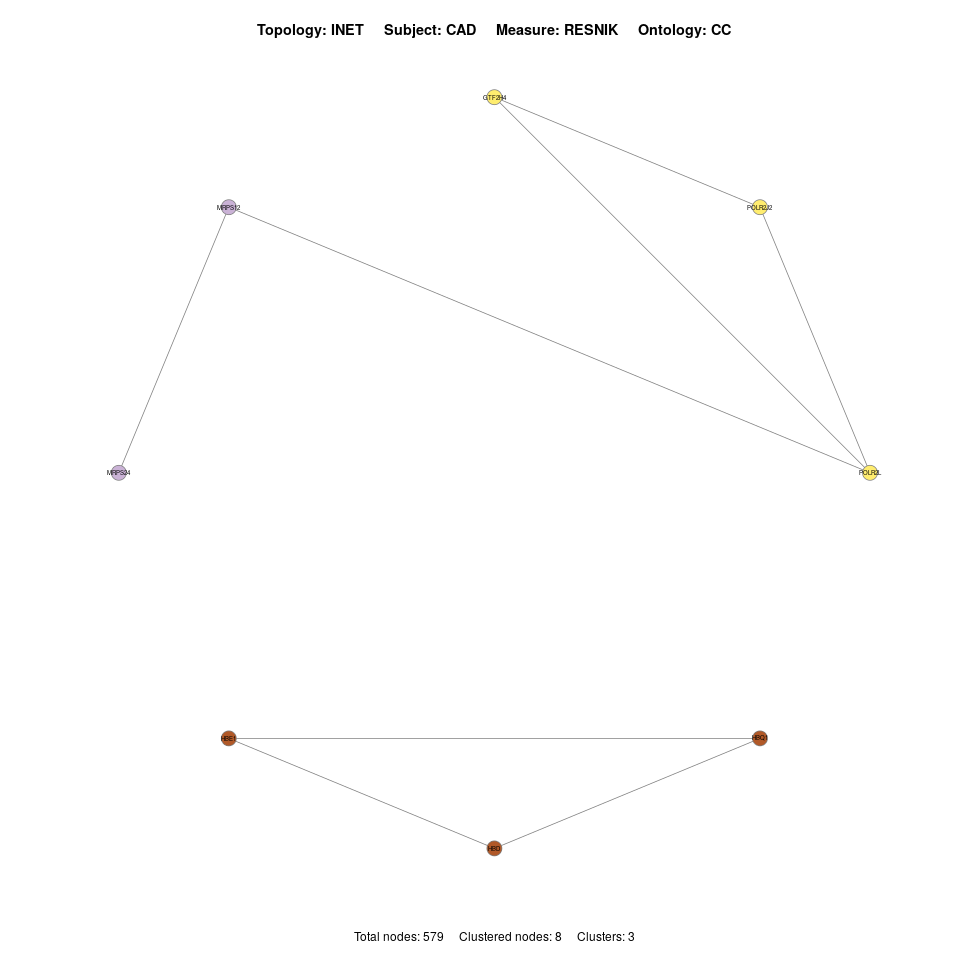 Topology: INET Subject: CAD Measure: RESNIK Ontology: CC
GTF2H4
MRPS12
POLR2J2
MRPS24
POLR2L
HBE1
HBQ1
HBD
Total nodes: 579 Clustered nodes: 8 Clusters: 3